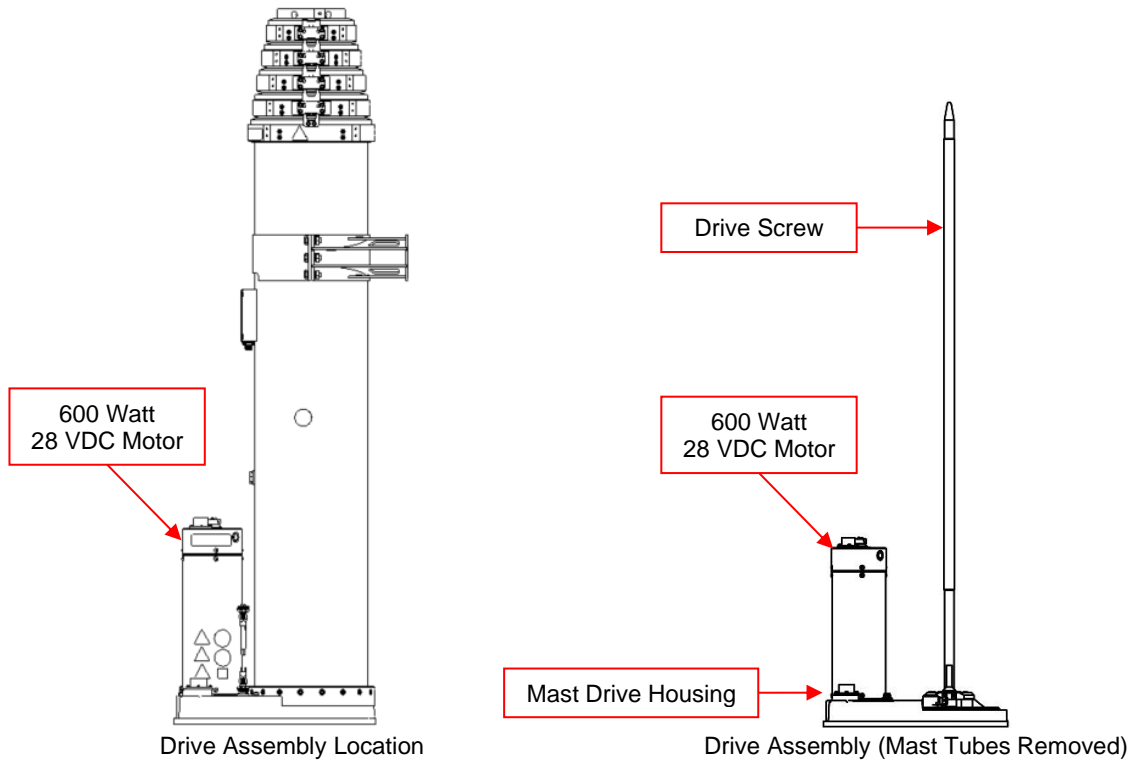 600 Watt
28 VDC Motor
Drive Assembly Location
Drive Screw
600 Watt
28 VDC Motor
Mast Drive Housing
Drive Assembly (Mast Tubes Removed)